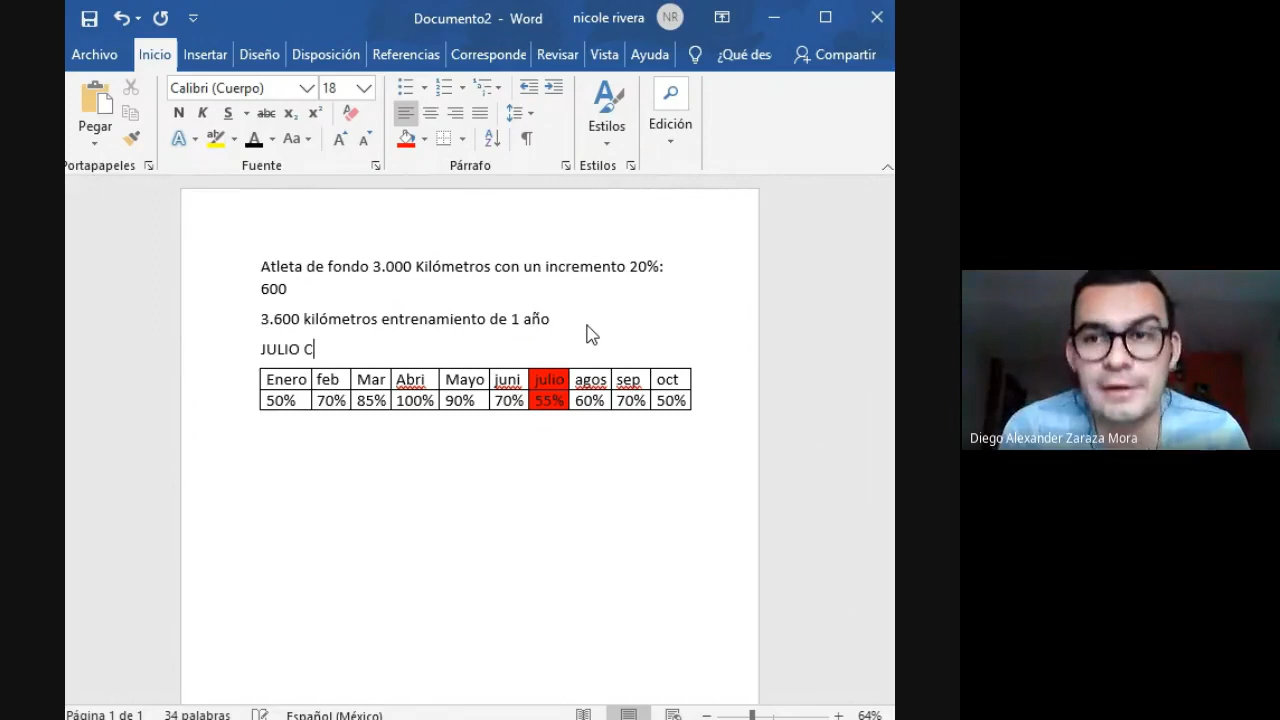 Documento2 - Word
nicole rivera
NR
Archivo Inicio Insertar Diseño Disposición Referencias Corresponde Revisar Vista Ayuda ¿Qué des Compartir
Calibri (Cuerpo) 18
N K S abc x₂ x²
A ab A Aa A A
Pegar
Estilos
Edición
Portapapeles Fuente Párrafo Estilos
Atleta de fondo 3.000 Kilómetros con un incremento 20%:
600
3.600 kilómetros entrenamiento de 1 año
JULIO C
Enero feb Mar Abri Mayo juni julio agos sep oct
50% 70% 85% 100% 90% 70% 55% 60% 70% 50%
Diego Alexander Zaraza Mora
Página 1 de 1 34 palabras Español (México) 64%